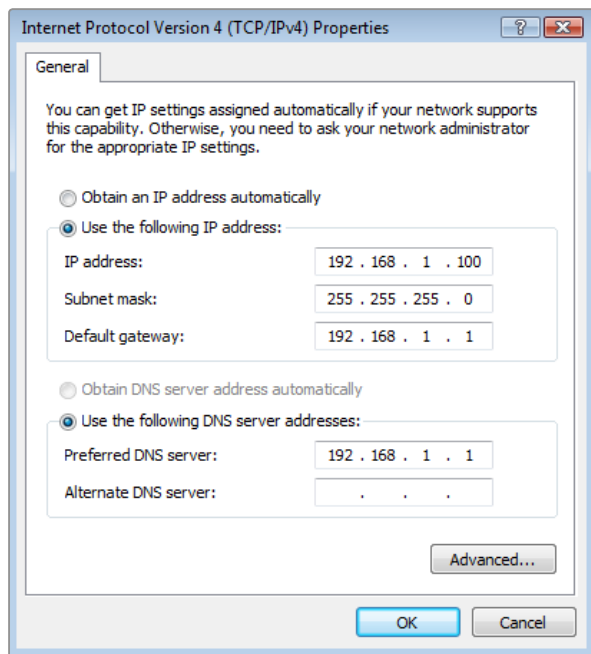 Internet Protocol Version 4 (TCP/IPv4) Properties
General
You can get IP settings assigned automatically if your network supports
this capability. Otherwise, you need to ask your network administrator
for the appropriate IP settings.
Obtain an IP address automatically
Use the following IP address:
IP address: 192 . 168 . 1 . 100
Subnet mask: 255 . 255 . 255 . 0
Default gateway: 192 . 168 . 1 . 1
Obtain DNS server address automatically
Use the following DNS server addresses:
Preferred DNS server: 192 . 168 . 1 . 1
Alternate DNS server: . . .
Advanced...
OK Cancel